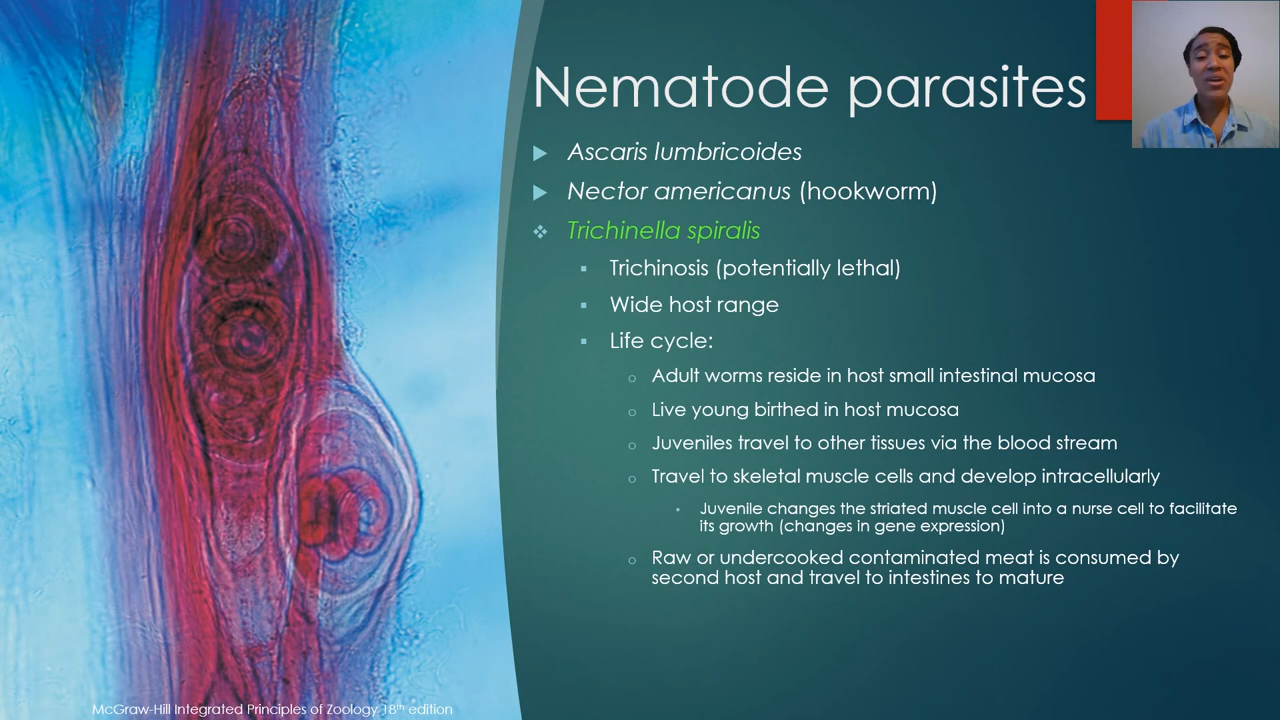 Nematode parasites
Ascaris lumbricoides
Nector americanus (hookworm)
Trichinella spiralis
Trichinosis (potentially lethal)
Wide host range
Life cycle:
Adult worms reside in host small intestinal mucosa
Live young birthed in host mucosa
Juveniles travel to other tissues via the blood stream
Travel to skeletal muscle cells and develop intracellularly
Juvenile changes the striated muscle cell into a nurse cell to facilitate
its growth (changes in gene expression)
Raw or undercooked contaminated meat is consumed by
second host and travel to intestines to mature
McGraw-Hill Integrated Principles of Zoology 18th edition